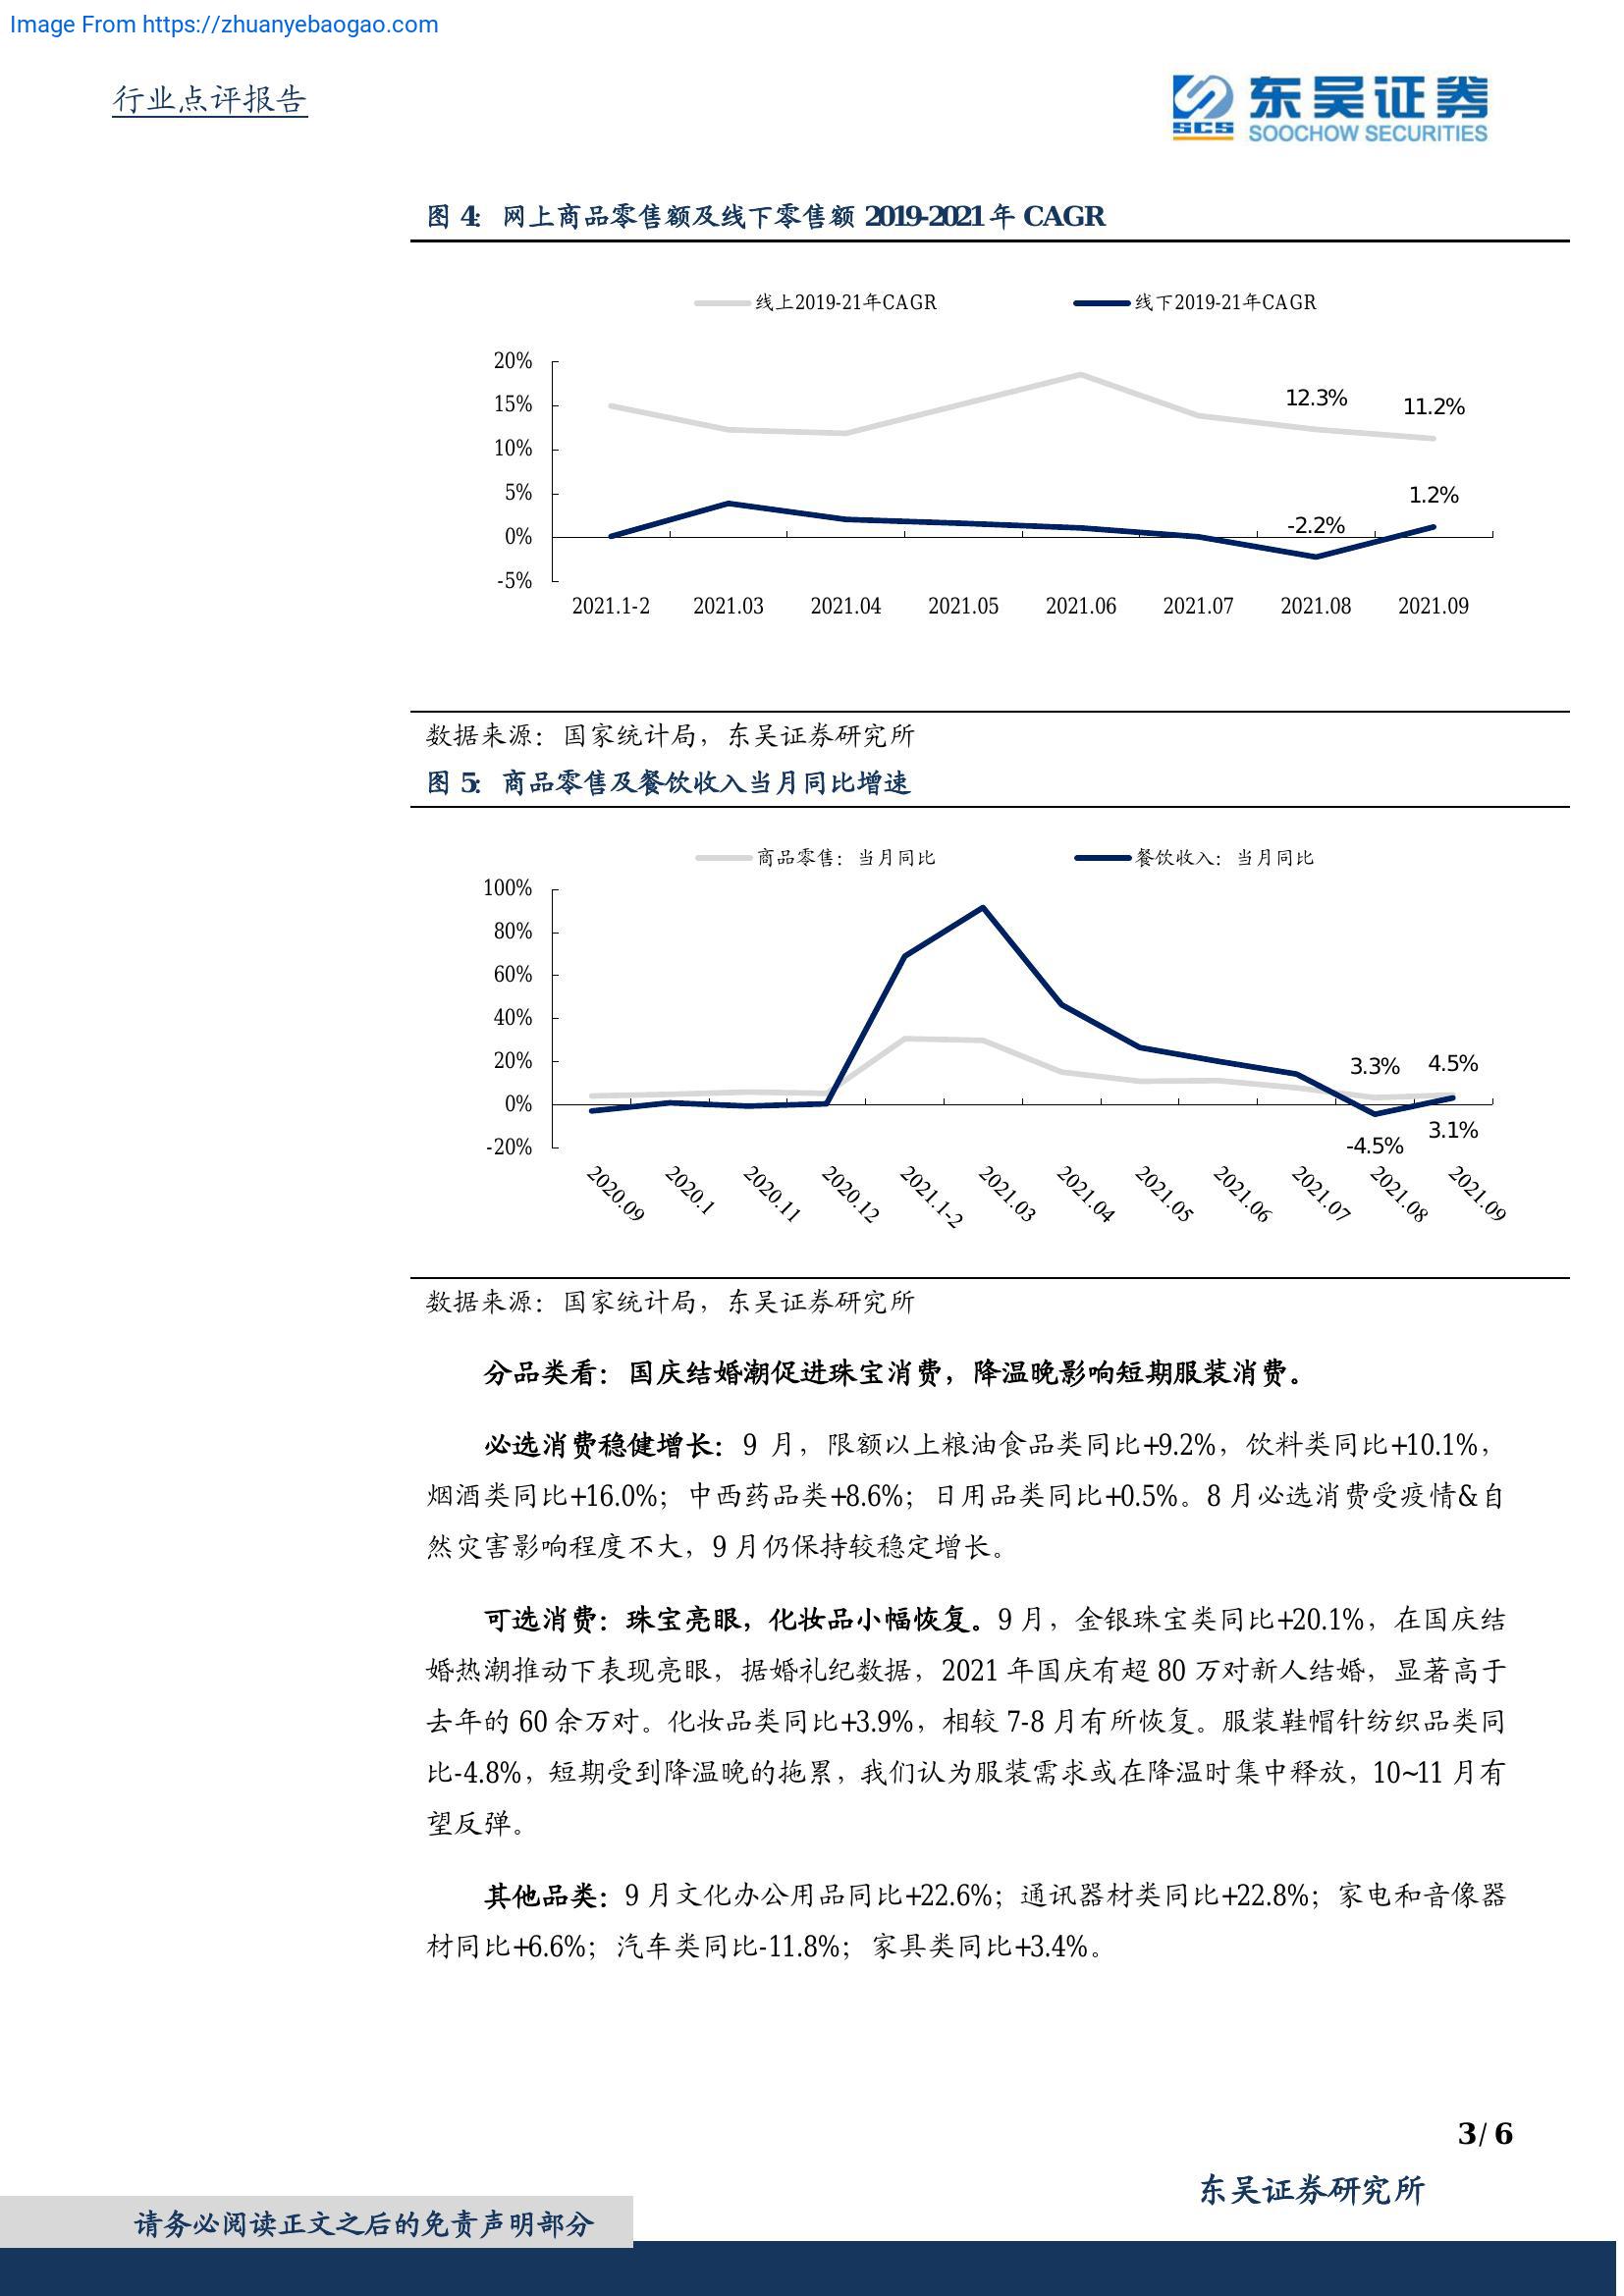 Image From https://zhuanyebaogao.com
行业点评报告
SCS
东吴证券
SOOCHOW SECURITIES
图 4: 网上商品零售额及线下零售额 2019-2021 年 CAGR
线上2019-21年CAGR 线下2019-21年CAGR
20%
15%
10%
5%
0%
-5%
12.3% 11.2%
1.2%
-2.2%
2021.1-2 2021.03 2021.04 2021.05 2021.06 2021.07 2021.08 2021.09
数据来源：国家统计局，东吴证券研究所
图 5: 商品零售及餐饮收入当月同比增速
商品零售：当月同比 餐饮收入：当月同比
100%
80%
60%
40%
20%
0%
-20%
3.3% 4.5%
-4.5% 3.1%
2020.09 2020.1 2020.11 2020.12 2021.1-2 2021.03 2021.04 2021.05 2021.06 2021.07 2021.08 2021.09
数据来源：国家统计局，东吴证券研究所
分品类看：国庆结婚潮促进珠宝消费，降温晚影响短期服装消费。
必选消费稳健增长：9 月，限额以上粮油食品类同比+9.2%，饮料类同比+10.1%，
烟酒类同比+16.0%；中西药品类+8.6%；日用品类同比+0.5%。8 月必选消费受疫情&自
然灾害影响程度不大，9 月仍保持较稳定增长。
可选消费：珠宝亮眼，化妆品小幅恢复。9 月，金银珠宝类同比+20.1%，在国庆结
婚热潮推动下表现亮眼，据婚礼纪数据，2021 年国庆有超 80 万对新人结婚，显著高于
去年的 60 余万对。化妆品类同比+3.9%，相较 7-8 月有所恢复。服装鞋帽针纺织品类同
比-4.8%，短期受到降温晚的拖累，我们认为服装需求或在降温时集中释放，10~11 月有
望反弹。
其他品类：9 月文化办公用品同比+22.6%；通讯器材类同比+22.8%；家电和音像器
材同比+6.6%；汽车类同比-11.8%；家具类同比+3.4%。
3 / 6
东吴证券研究所
请务必阅读正文之后的免责声明部分